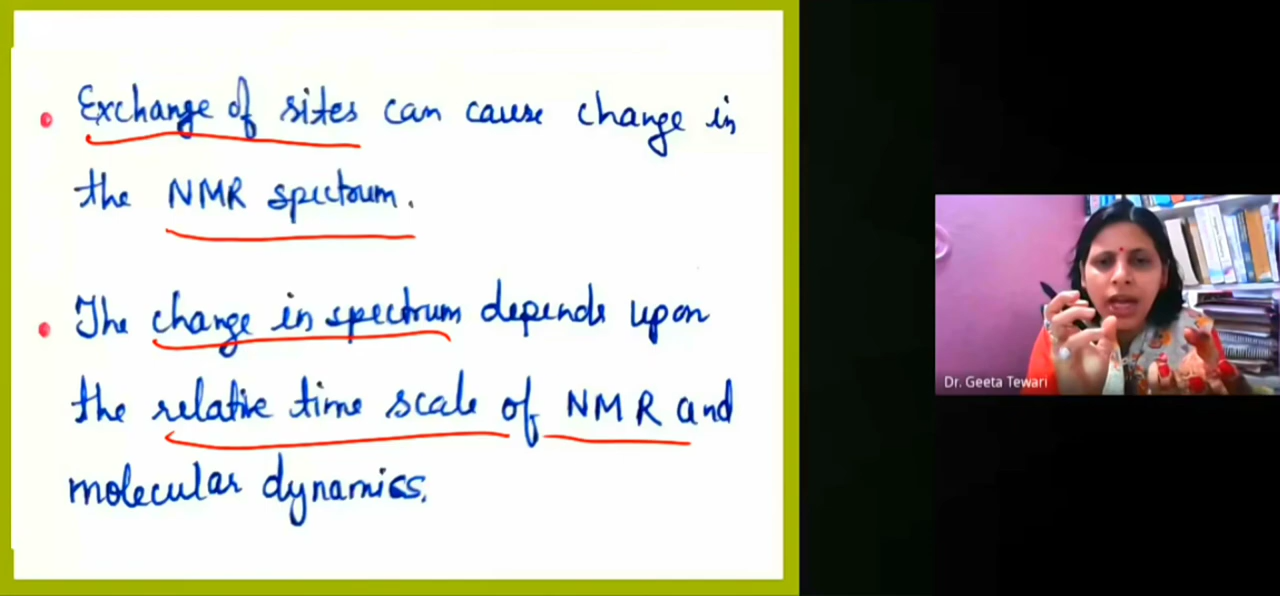 Exchange of sites can cause change in
the NMR spectrum.
The change in spectrum depends upon
the relative time scale of NMR and
molecular dynamics.
Dr. Geeta Tewari